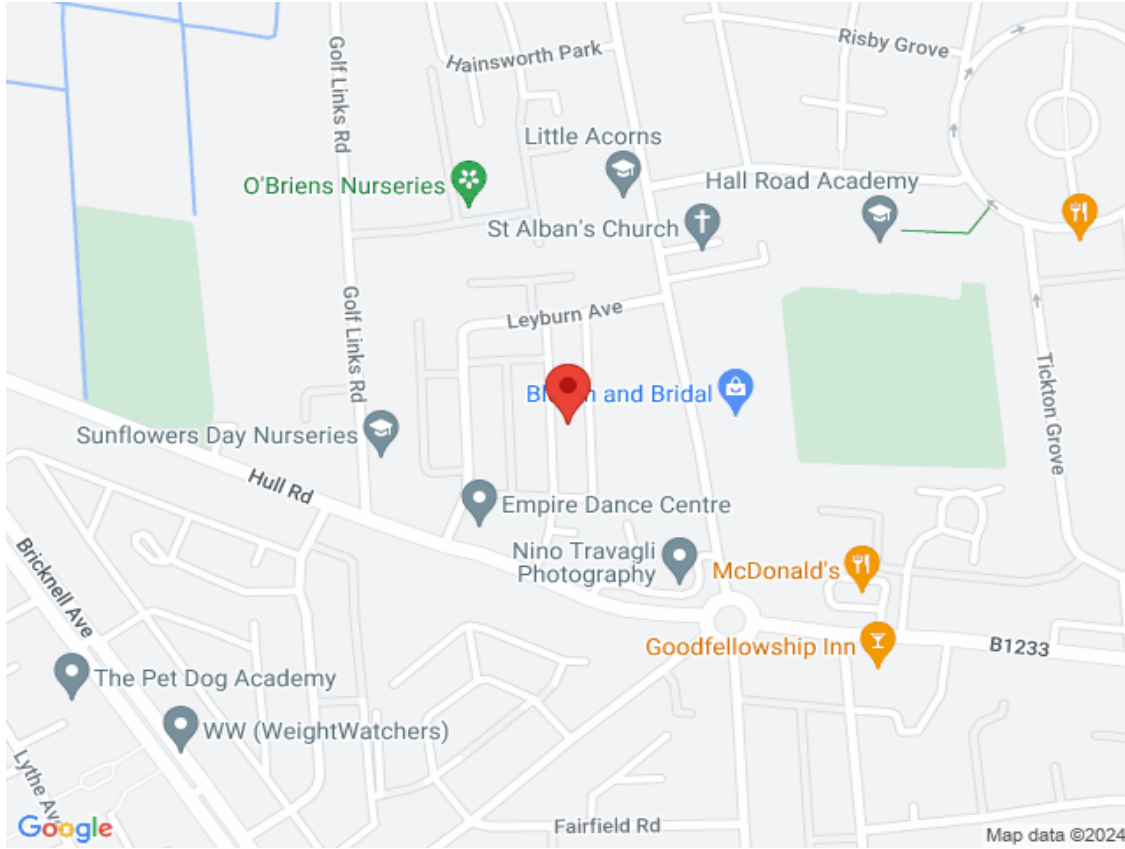 Risby Grove
Hainsworth Park
Golf Links Rd
Little Acorns
Hall Road Academy
O'Briens Nurseries
St Alban's Church
Leyburn Ave
Golf Links Rd
and Bridal
Tickton Grove
Sunflowers Day Nurseries
Hull Rd
Empire Dance Centre
Nino Travagli
Photography
McDonald's
Bricknell Ave
Goodfellowship Inn
B1233
The Pet Dog Academy
WW (WeightWatchers)
Lythe Ave
Fairfield Rd
Google
Map data ©2024